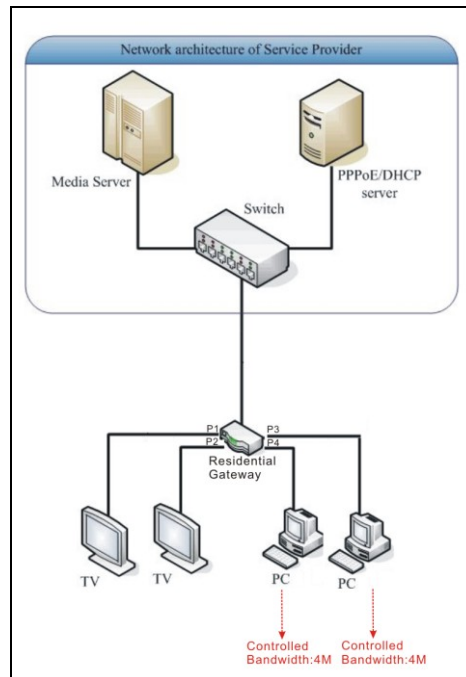 Network architecture of Service Provider
Media Server
PPPoE/DHCP
server
Switch
P1
P2
P3
P4
Residential
Gateway
TV
TV
PC
PC
Controlled
Bandwidth:4M
Controlled
Bandwidth:4M